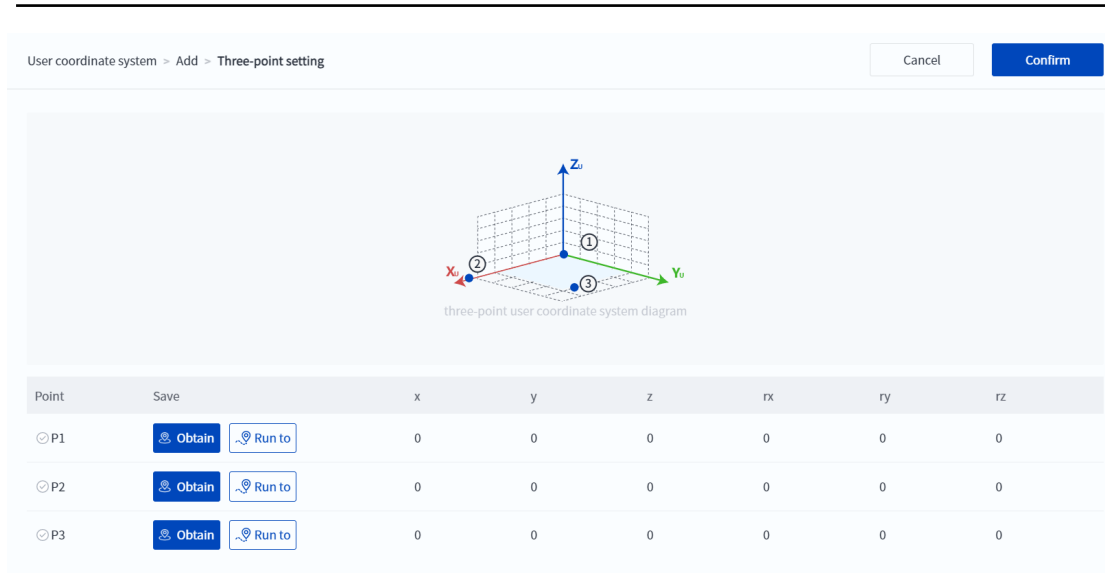 User coordinate system > Add > Three-point setting
Cancel
Confirm
ZU
①
②
XU
YU
③
three-point user coordinate system diagram
Point Save x y z rx ry rz
P1 Obtain Run to 0 0 0 0 0 0
P2 Obtain Run to 0 0 0 0 0 0
P3 Obtain Run to 0 0 0 0 0 0